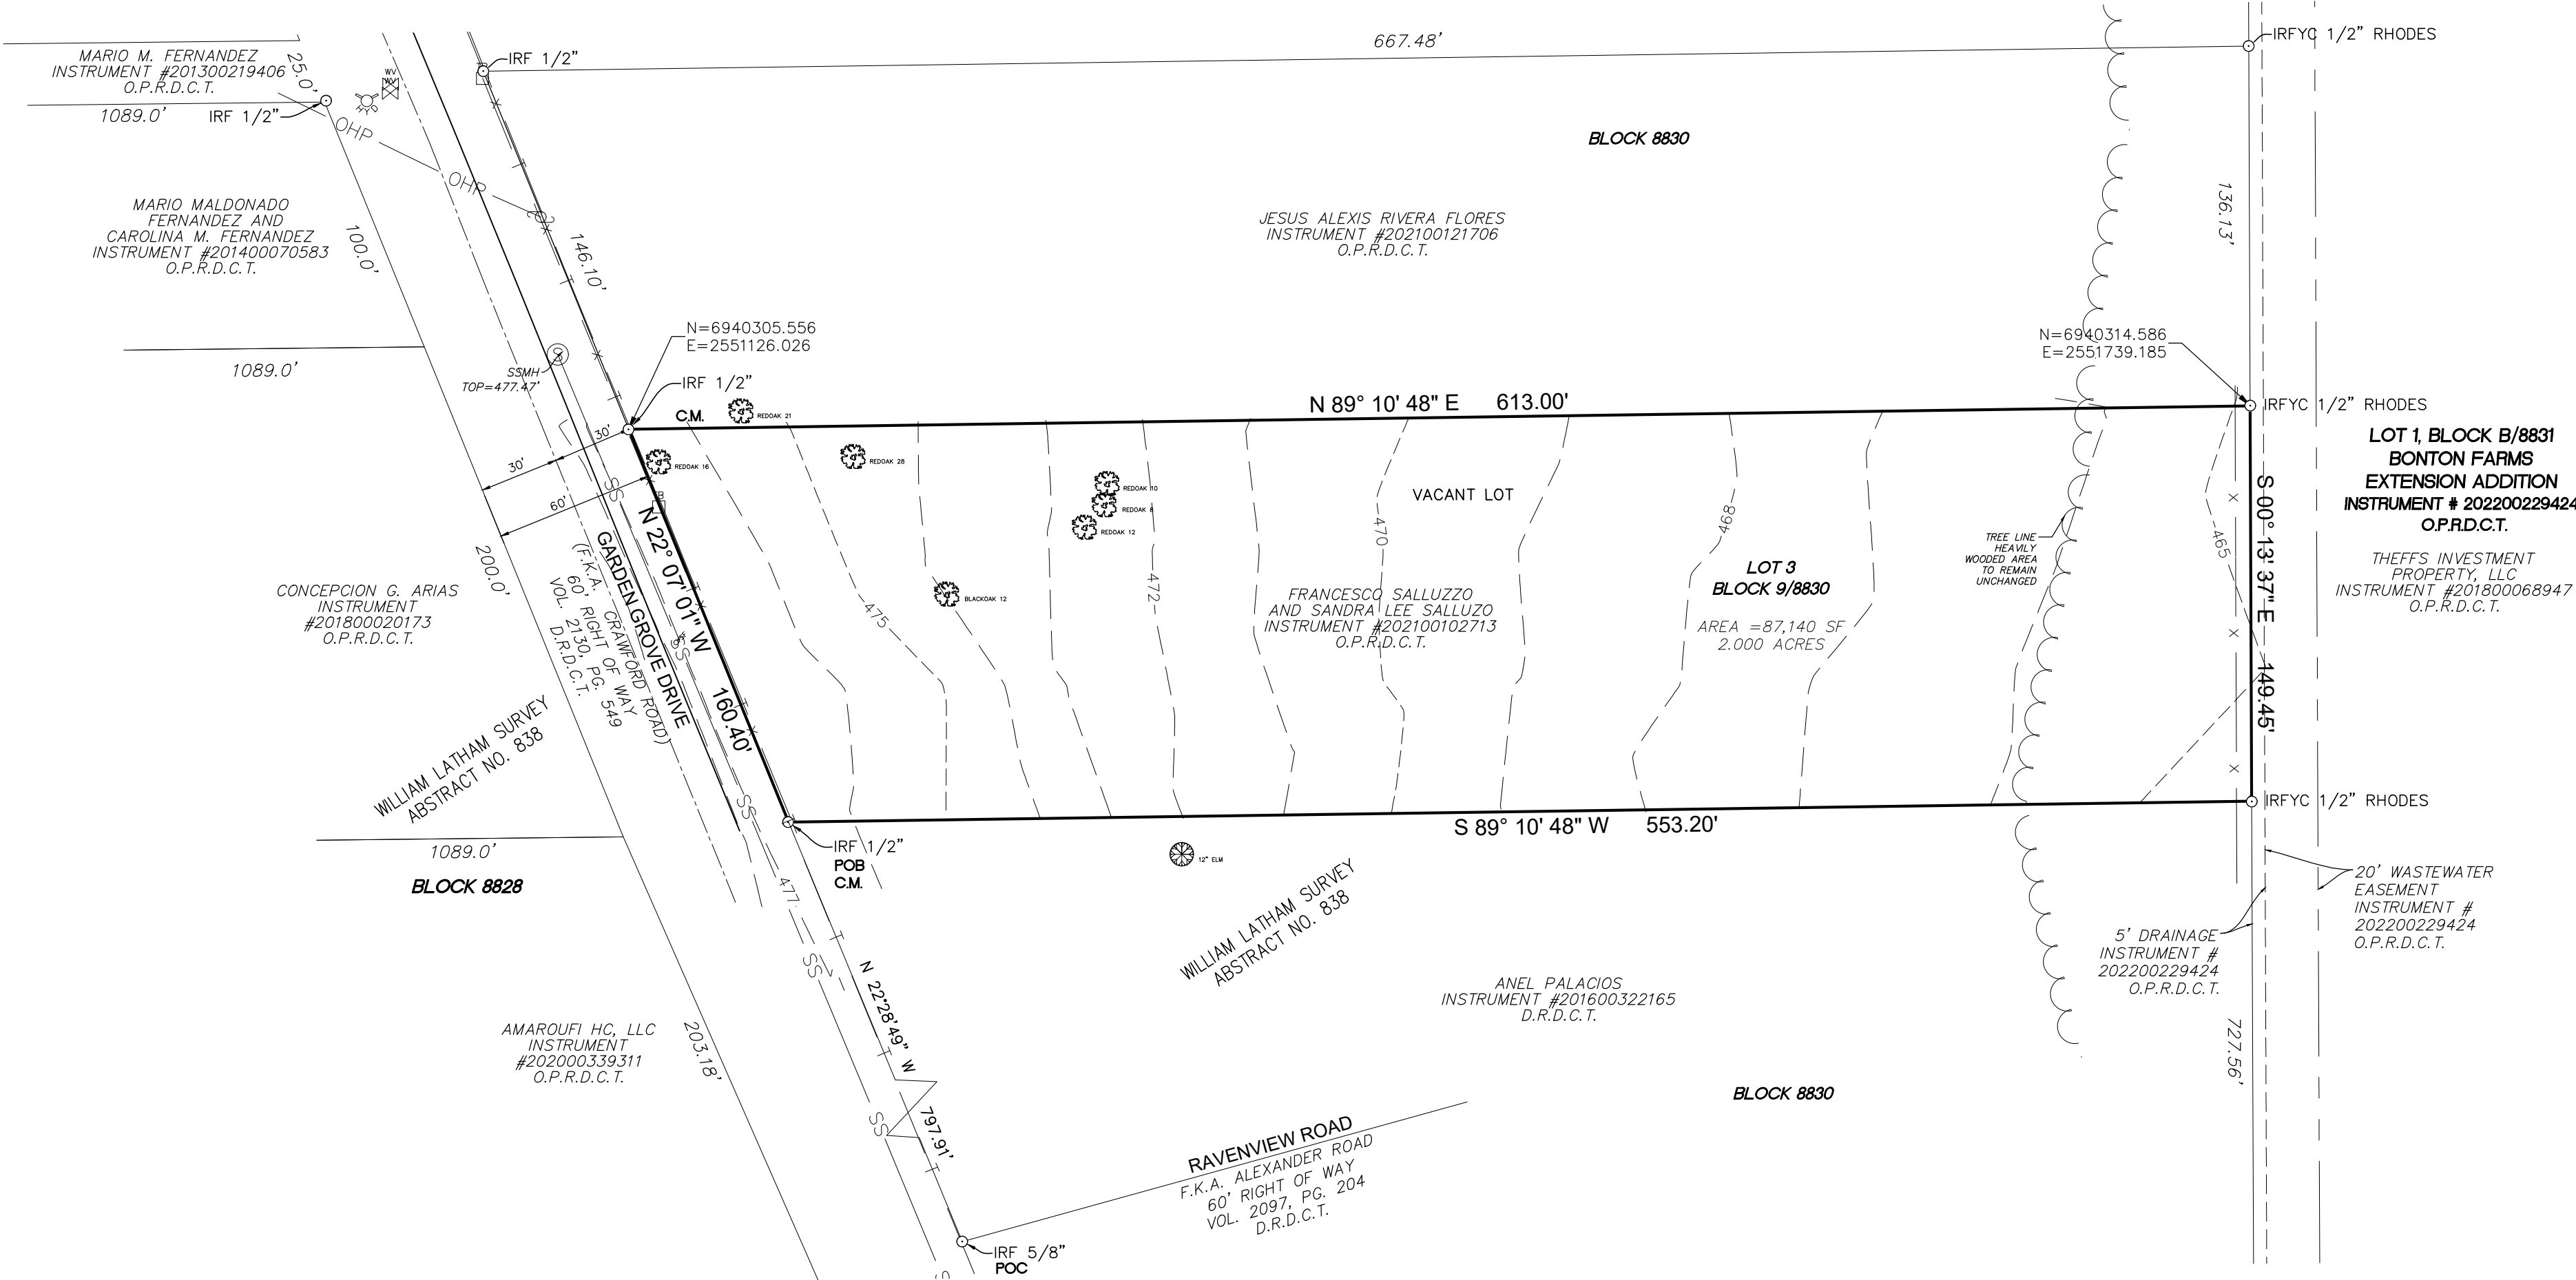 MARIO M. FERNANDEZ
INSTRUMENT #201300219406
O.P.R.D.C.T.
25.0'
1089.0'
IRF 1/2"
WV
WV
HYD
OHP
OHP
IRF 1/2"
667.48'
IRFYC 1/2" RHODES
BLOCK 8830
MARIO MALDONADO
FERNANDEZ AND
CAROLINA M. FERNANDEZ
INSTRUMENT #201400070583
O.P.R.D.C.T.
100.0'
146.10'
JESUS ALEXIS RIVERA FLORES
INSTRUMENT #202100121706
O.P.R.D.C.T.
136.13'
1089.0'
SSMH
TOP=477.47'
N=6940305.556
E=2551126.026
IRF 1/2"
C.M.
N=6940314.586
E=2551739.185
IRFYC 1/2" RHODES
N 89° 10' 48" E 613.00'
REDOAK 21
REDOAK 16
REDOAK 28
REDOAK 10
REDOAK 8
REDOAK 12
BLACKOAK 12
30'
30'
60'
200.0'
VACANT LOT
475
472
470
468
465
LOT 3
BLOCK 9/8830
AREA =87,140 SF
2.000 ACRES
FRANCESCO SALLUZZO
AND SANDRA LEE SALLUZO
INSTRUMENT #202100102713
O.P.R.D.C.T.
TREE LINE
HEAVILY
WOODED AREA
TO REMAIN
UNCHANGED
S 00° 13' 37" E 149.45'
LOT 1, BLOCK B/8831
BONTON FARMS
EXTENSION ADDITION
INSTRUMENT # 202200229424
O.P.R.D.C.T.
THEFFS INVESTMENT
PROPERTY, LLC
INSTRUMENT #201800068947
O.P.R.D.C.T.
CONCEPCION G. ARIAS
INSTRUMENT
#201800020173
O.P.R.D.C.T.
N 22° 07' 01" W 160.40'
SS
SS
SS
B
GARDEN GROVE DRIVE
(F.K.A. CRAWFORD ROAD)
60' RIGHT OF WAY
VOL. 2130, PG. 549
D.R.D.C.T.
WILLIAM LATHAM SURVEY
ABSTRACT NO. 838
1089.0'
BLOCK 8828
IRF 1/2"
POB
C.M.
477
S 89° 10' 48" W 553.20'
12" ELM
IRFYC 1/2" RHODES
WILLIAM LATHAM SURVEY
ABSTRACT NO. 838
20' WASTEWATER
EASEMENT
INSTRUMENT #
202200229424
O.P.R.D.C.T.
5' DRAINAGE
INSTRUMENT #
202200229424
O.P.R.D.C.T.
ANEL PALACIOS
INSTRUMENT #201600322165
D.R.D.C.T.
727.56'
AMAROUFI HC, LLC
INSTRUMENT
#202000339311
O.P.R.D.C.T.
203.18'
SS
SS
N 22°28'49" W
797.91'
BLOCK 8830
RAVENVIEW ROAD
F.K.A. ALEXANDER ROAD
60' RIGHT OF WAY
VOL. 2097, PG. 204
D.R.D.C.T.
IRF 5/8"
POC